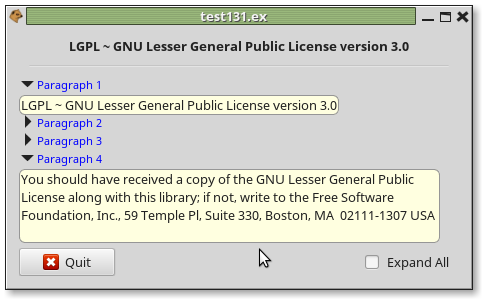 test131.ex
LGPL ~ GNU Lesser General Public License version 3.0
Paragraph 1
LGPL ~ GNU Lesser General Public License version 3.0
Paragraph 2
Paragraph 3
Paragraph 4
You should have received a copy of the GNU Lesser General Public
License along with this library; if not, write to the Free Software
Foundation, Inc., 59 Temple Pl, Suite 330, Boston, MA  02111-1307 USA
Quit
Expand All